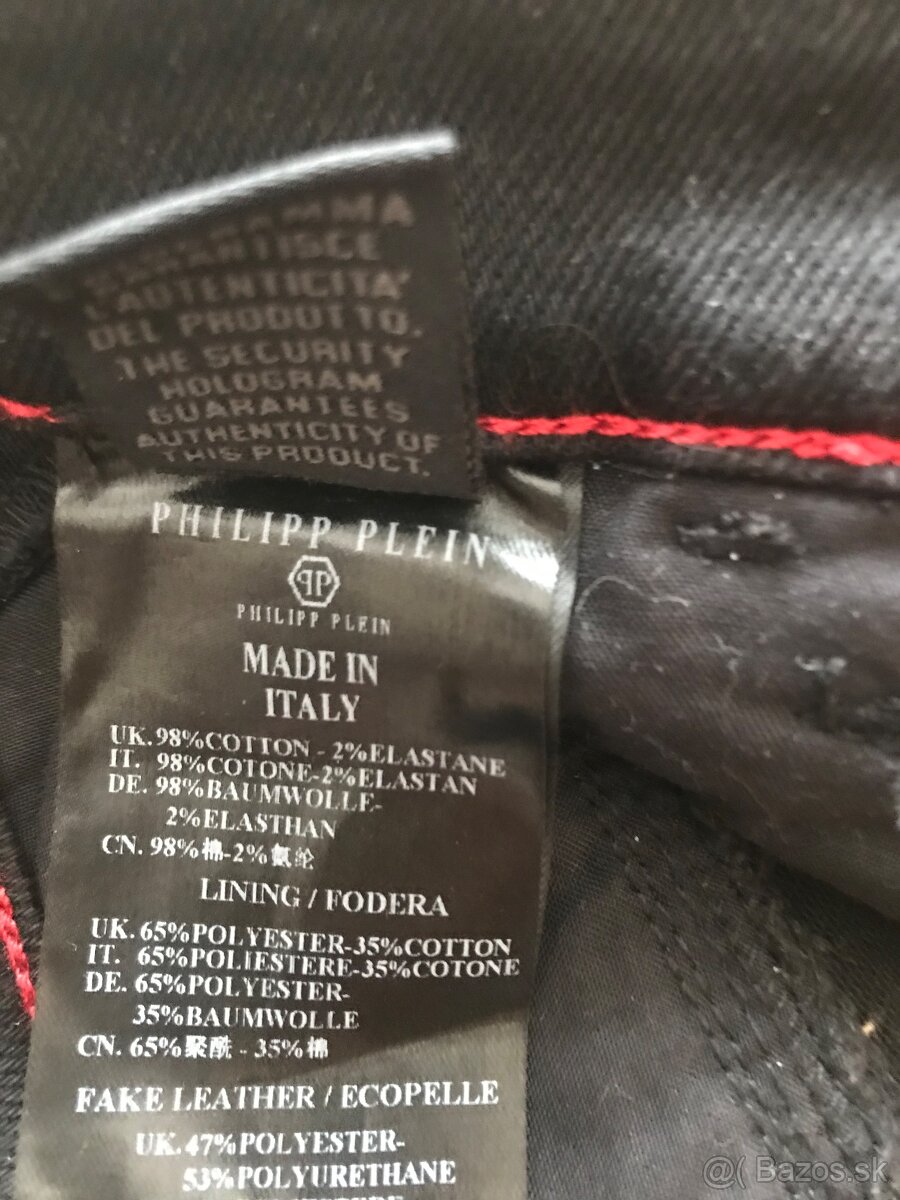 GARANTISCE
L'AUTENTICITA'
DEL PRODOTTO.
THE SECURITY
HOLOGRAM
GUARANTEES
AUTHENTICITY OF
THIS PRODUCT.
PHILIPP PLEIN
PP
PHILIPP PLEIN
MADE IN
ITALY
UK.98%COTTON - 2%ELASTANE
IT. 98%COTONE-2%ELASTAN
DE. 98%BAUMWOLLE-
2%ELASTHAN
CN. 98%棉-2%氨纶
LINING / FODERA
UK. 65%POLYESTER-35%COTTON
IT. 65%POLIESTERE-35%COTONE
DE. 65%POLYESTER-
35%BAUMWOLLE
CN. 65%聚酯 - 35%棉
FAKE LEATHER / ECOPELLE
UK. 47%POLYESTER-
53%POLYURETHANE
@( Bazos.sk